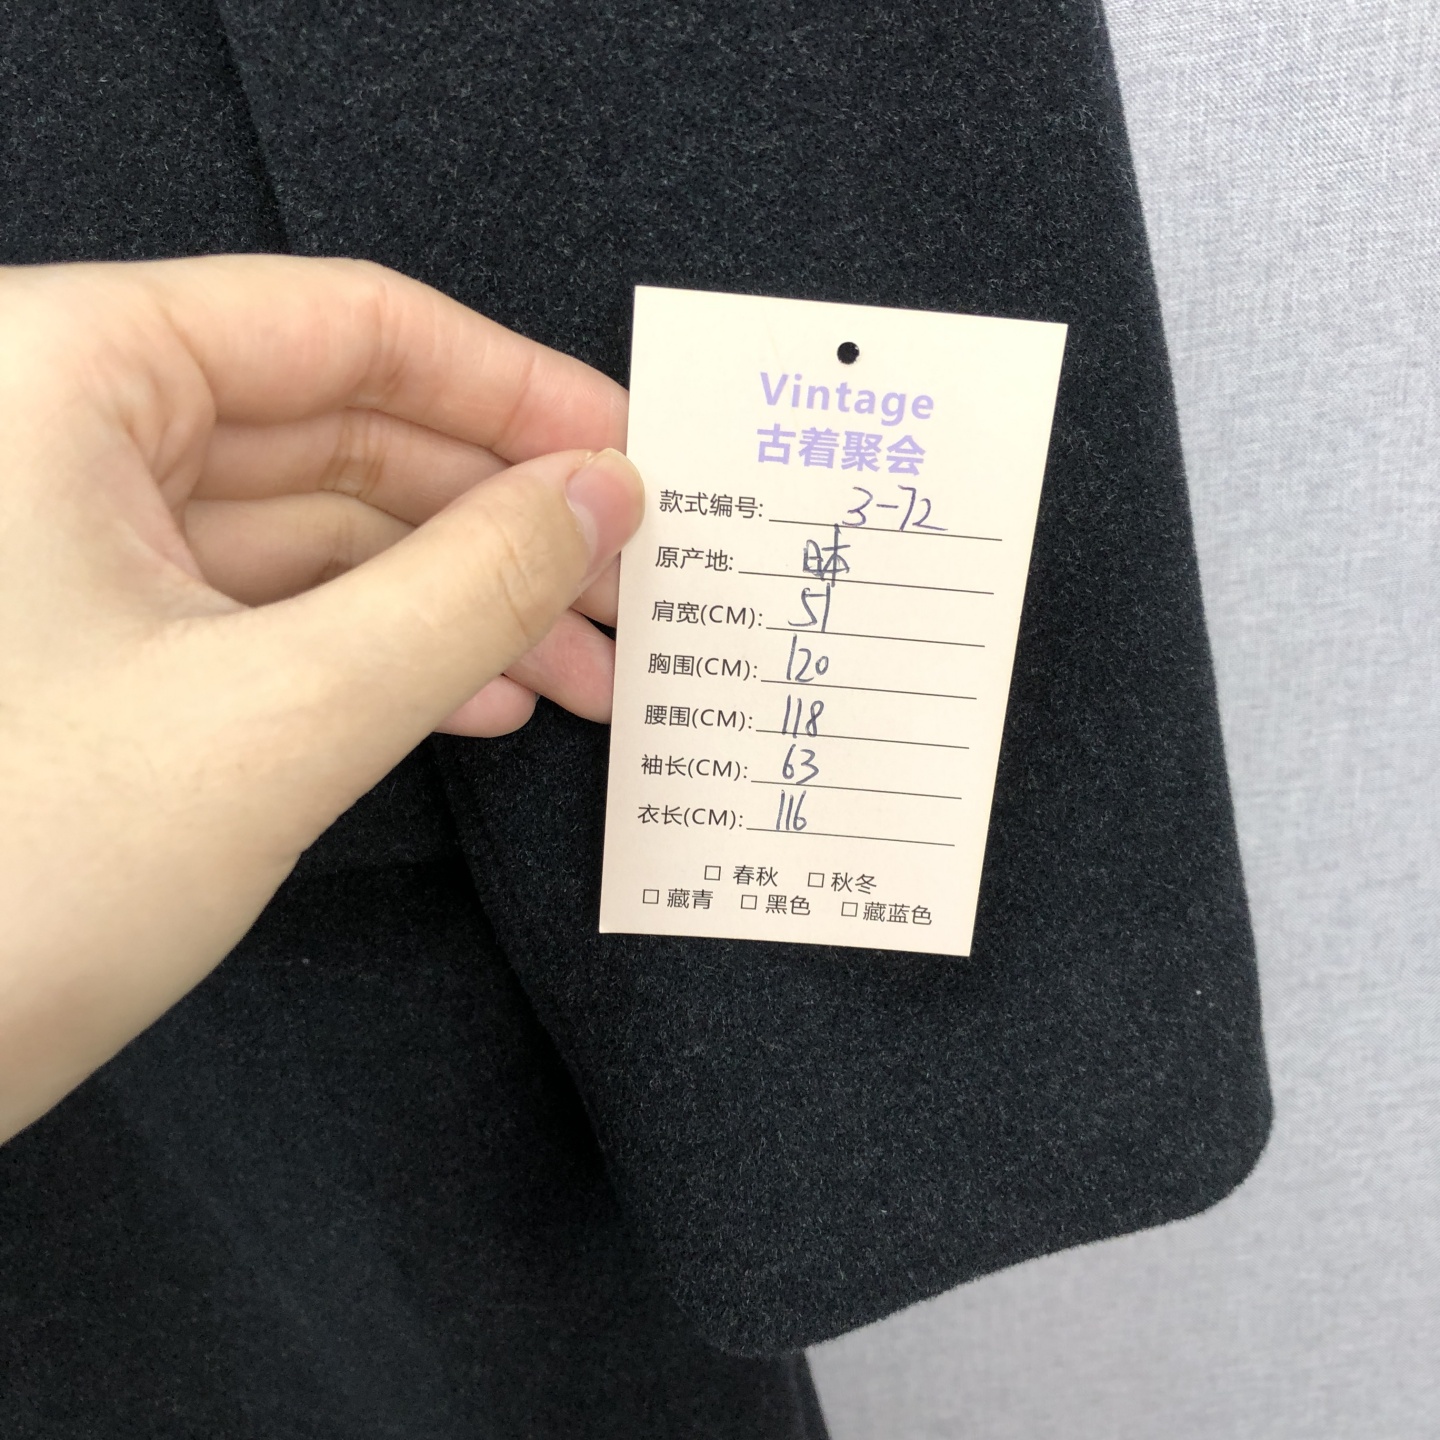 Vintage
古着聚会
款式编号: 3-72
原产地: 日本
肩宽(CM): 51
胸围(CM): 120
腰围(CM): 118
袖长(CM): 63
衣长(CM): 116
□ 春秋 □ 秋冬
□ 藏青 □ 黑色 □ 藏蓝色